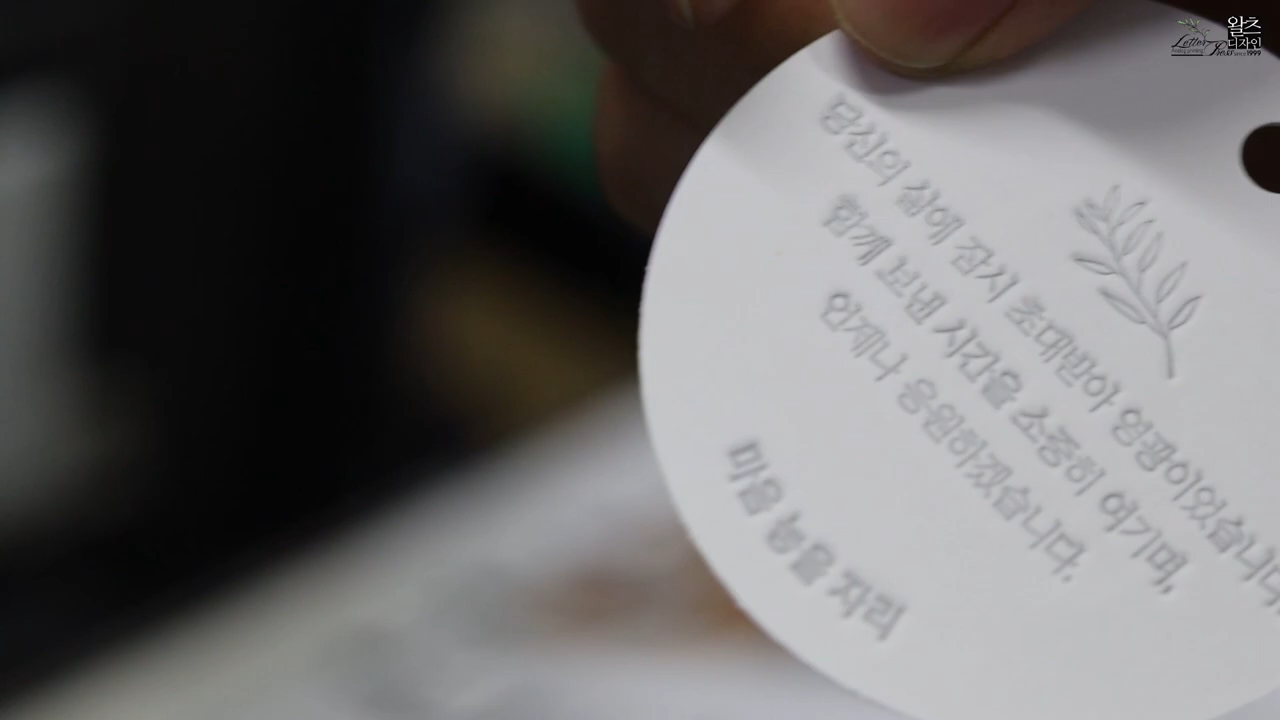 당신의 삶에 잠시 초대받아 영광이었습니다
함께 보낸 시간을 소중히 여기며,
언제나 응원하겠습니다.
마음 놓을 자리
왈츠
디자인
Letter
Press since 1999